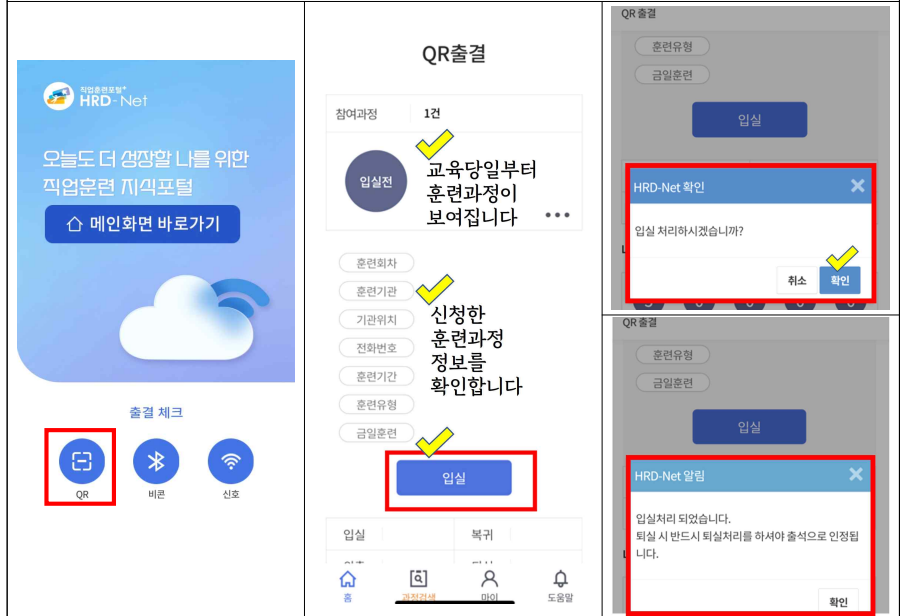 직업훈련포털
HRD-Net
오늘도 더 성장할 나를 위한
직업훈련 지식포털
메인화면 바로가기
출결 체크
QR
비콘
신호
QR출결
참여과정 1건
입실전
교육당일부터
훈련과정이
보여집니다
훈련회차
훈련기관
기관위치
전화번호
훈련기간
훈련유형
금일훈련
신청한
훈련과정
정보를
확인합니다
입실
입실 복귀
홈
과정검색
마이
도움말
QR 출결
훈련유형
금일훈련
입실
HRD-Net 확인
입실 처리하시겠습니까?
취소 확인
QR 출결
훈련유형
금일훈련
입실
HRD-Net 알림
입실처리 되었습니다.
퇴실 시 반드시 퇴실처리를 하셔야 출석으로 인정됩
니다.
확인